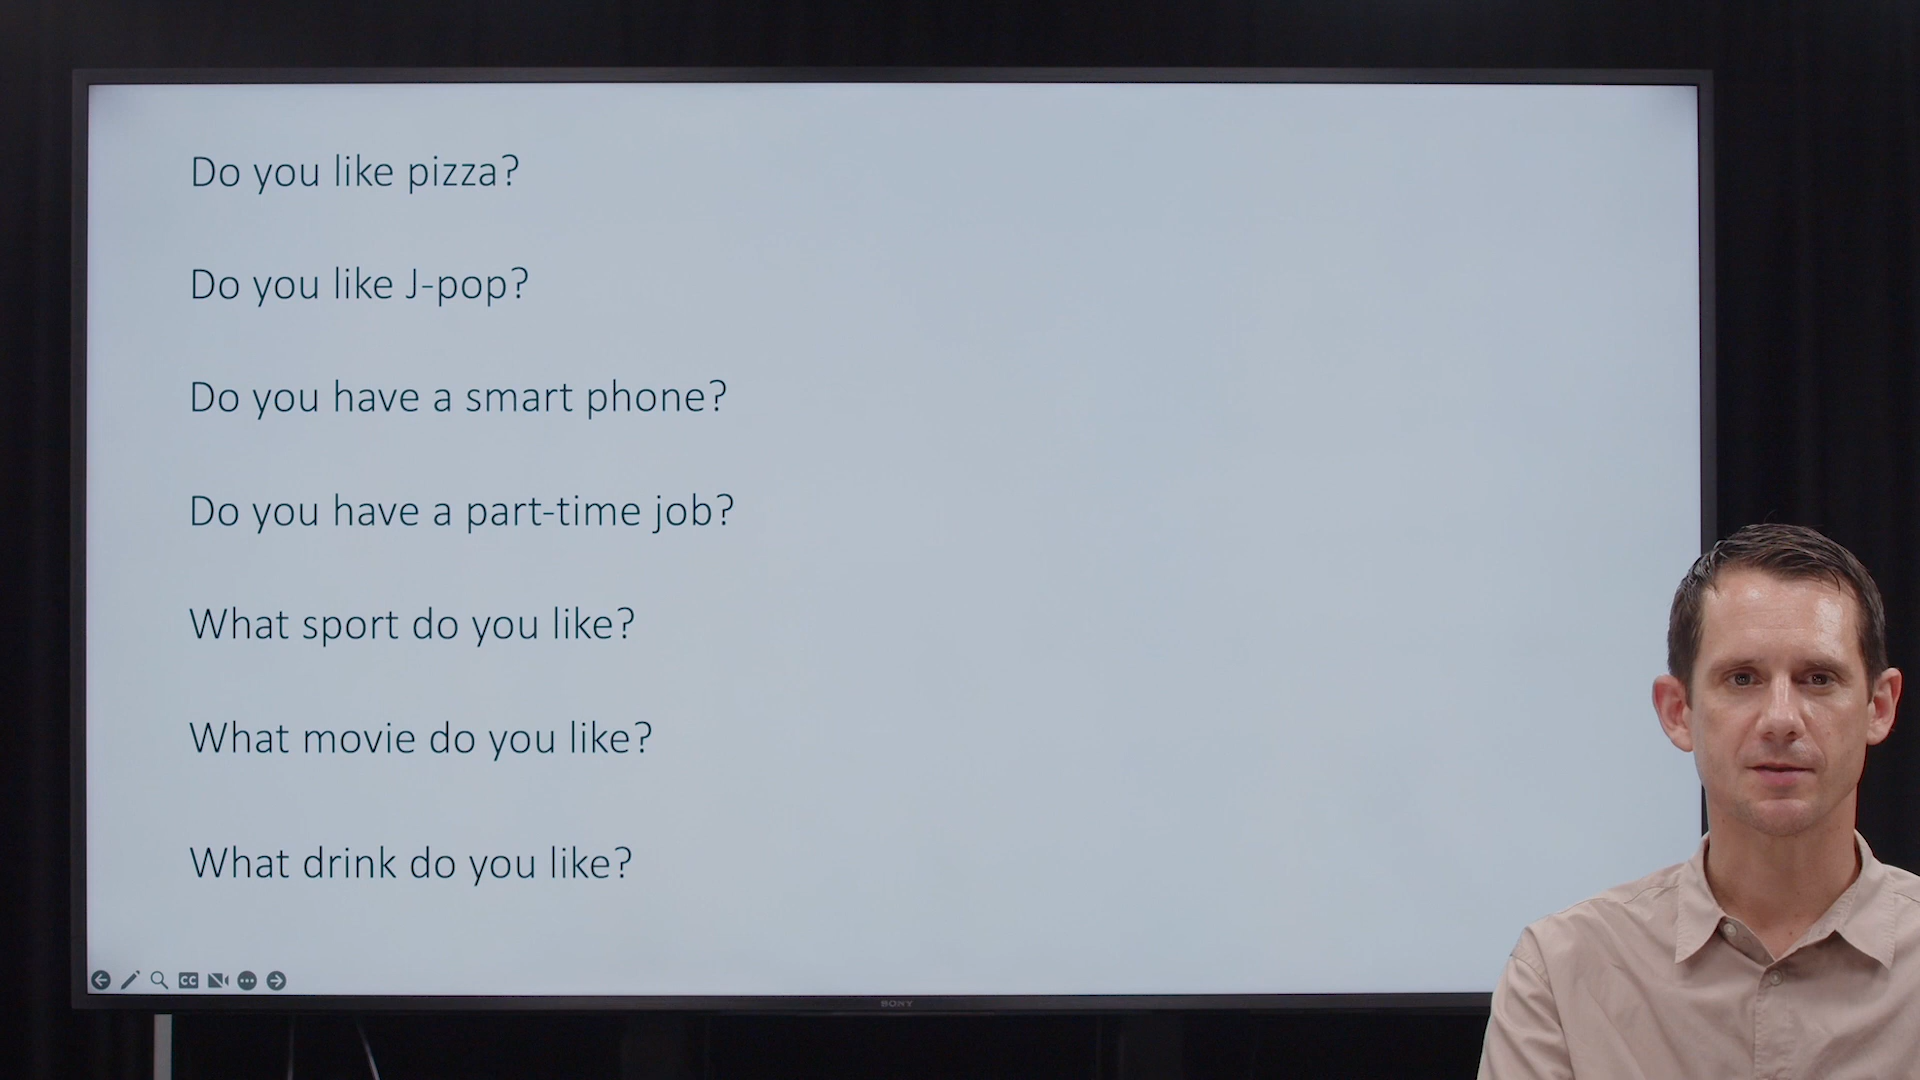 Do you like pizza?
Do you like J-pop?
Do you have a smart phone?
Do you have a part-time job?
What sport do you like?
What movie do you like?
What drink do you like?
CC
SONY